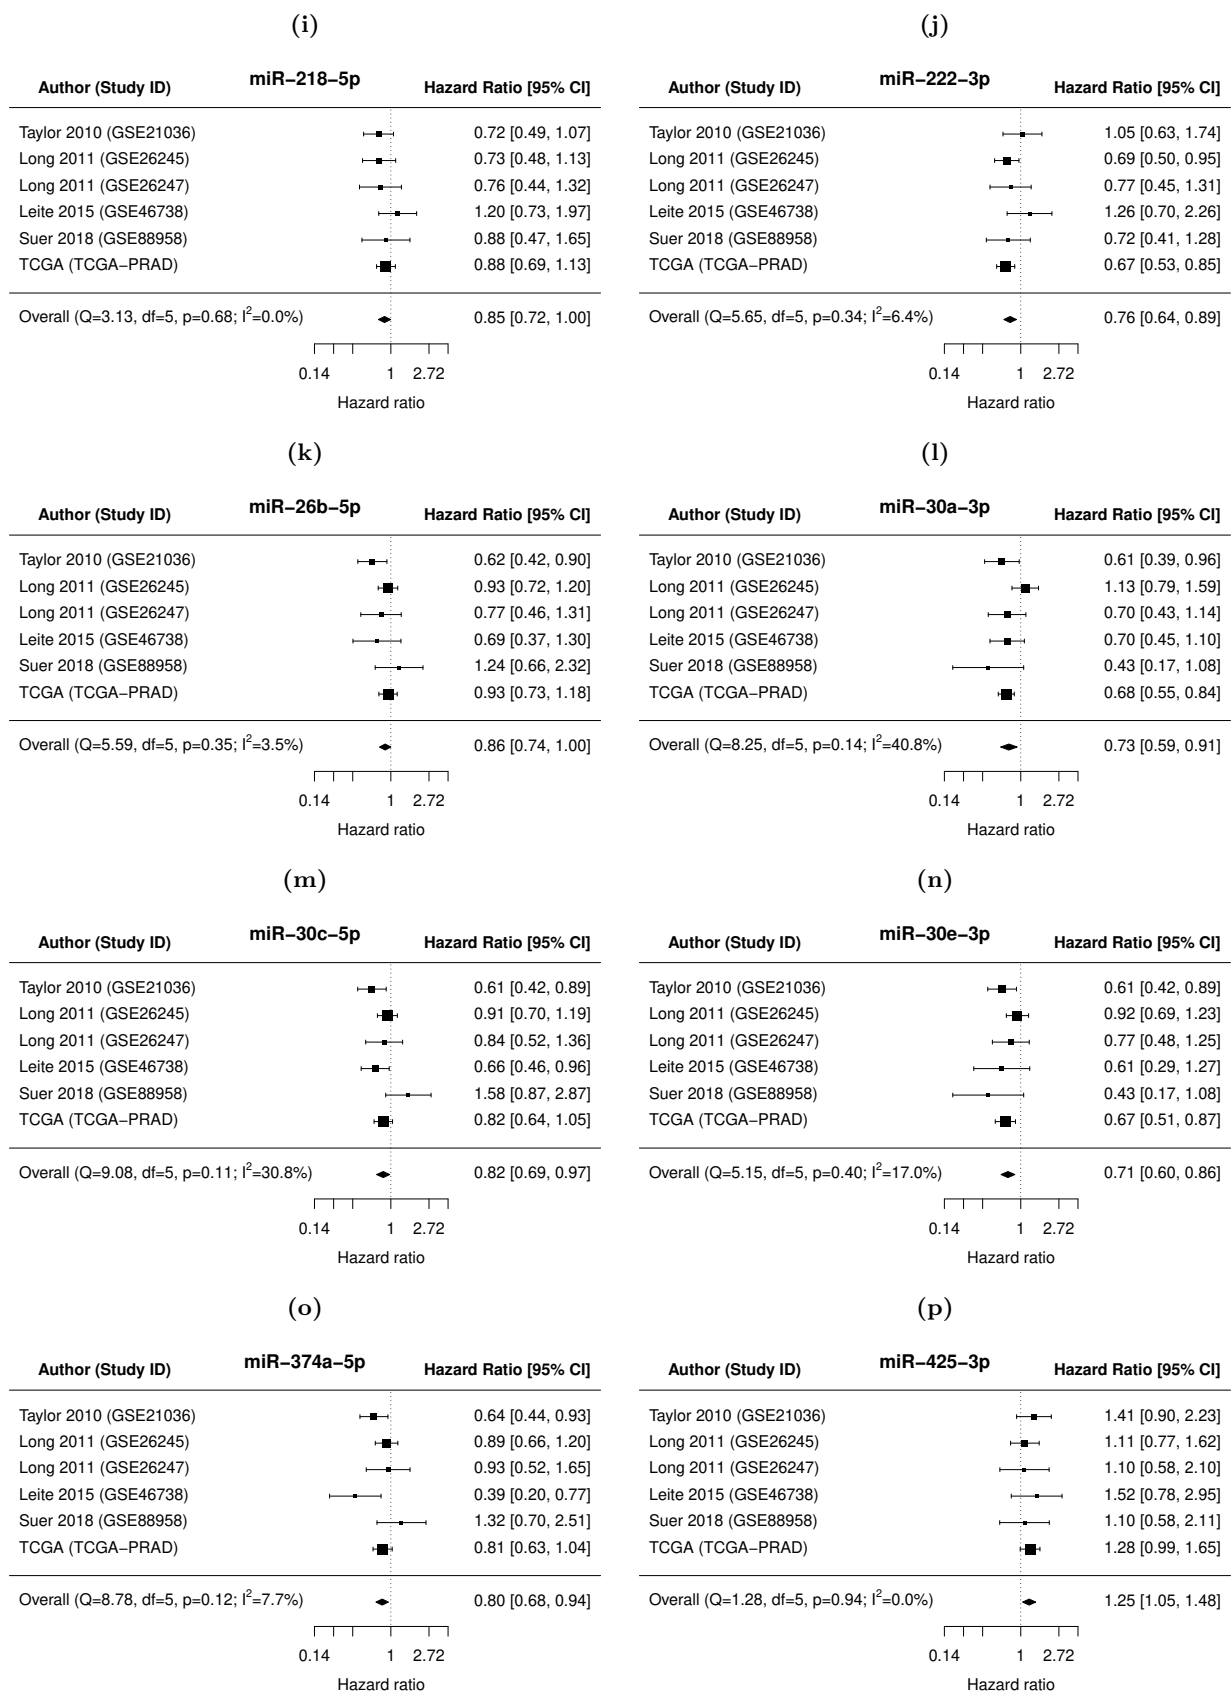 (i)
Author (Study ID) miR−218−5p Hazard Ratio [95% CI]
Taylor 2010 (GSE21036) 0.72 [0.49, 1.07]
Long 2011 (GSE26245) 0.73 [0.48, 1.13]
Long 2011 (GSE26247) 0.76 [0.44, 1.32]
Leite 2015 (GSE46738) 1.20 [0.73, 1.97]
Suer 2018 (GSE88958) 0.88 [0.47, 1.65]
TCGA (TCGA−PRAD) 0.88 [0.69, 1.13]
Overall (Q=3.13, df=5, p=0.68; I²=0.0%) 0.85 [0.72, 1.00]
0.14 1 2.72
Hazard ratio
(j)
Author (Study ID) miR−222−3p Hazard Ratio [95% CI]
Taylor 2010 (GSE21036) 1.05 [0.63, 1.74]
Long 2011 (GSE26245) 0.69 [0.50, 0.95]
Long 2011 (GSE26247) 0.77 [0.45, 1.31]
Leite 2015 (GSE46738) 1.26 [0.70, 2.26]
Suer 2018 (GSE88958) 0.72 [0.41, 1.28]
TCGA (TCGA−PRAD) 0.67 [0.53, 0.85]
Overall (Q=5.65, df=5, p=0.34; I²=6.4%) 0.76 [0.64, 0.89]
0.14 1 2.72
Hazard ratio
(k)
Author (Study ID) miR−26b−5p Hazard Ratio [95% CI]
Taylor 2010 (GSE21036) 0.62 [0.42, 0.90]
Long 2011 (GSE26245) 0.93 [0.72, 1.20]
Long 2011 (GSE26247) 0.77 [0.46, 1.31]
Leite 2015 (GSE46738) 0.69 [0.37, 1.30]
Suer 2018 (GSE88958) 1.24 [0.66, 2.32]
TCGA (TCGA−PRAD) 0.93 [0.73, 1.18]
Overall (Q=5.59, df=5, p=0.35; I²=3.5%) 0.86 [0.74, 1.00]
0.14 1 2.72
Hazard ratio
(l)
Author (Study ID) miR−30a−3p Hazard Ratio [95% CI]
Taylor 2010 (GSE21036) 0.61 [0.39, 0.96]
Long 2011 (GSE26245) 1.13 [0.79, 1.59]
Long 2011 (GSE26247) 0.70 [0.43, 1.14]
Leite 2015 (GSE46738) 0.70 [0.45, 1.10]
Suer 2018 (GSE88958) 0.43 [0.17, 1.08]
TCGA (TCGA−PRAD) 0.68 [0.55, 0.84]
Overall (Q=8.25, df=5, p=0.14; I²=40.8%) 0.73 [0.59, 0.91]
0.14 1 2.72
Hazard ratio
(m)
Author (Study ID) miR−30c−5p Hazard Ratio [95% CI]
Taylor 2010 (GSE21036) 0.61 [0.42, 0.89]
Long 2011 (GSE26245) 0.91 [0.70, 1.19]
Long 2011 (GSE26247) 0.84 [0.52, 1.36]
Leite 2015 (GSE46738) 0.66 [0.46, 0.96]
Suer 2018 (GSE88958) 1.58 [0.87, 2.87]
TCGA (TCGA−PRAD) 0.82 [0.64, 1.05]
Overall (Q=9.08, df=5, p=0.11; I²=30.8%) 0.82 [0.69, 0.97]
0.14 1 2.72
Hazard ratio
(n)
Author (Study ID) miR−30e−3p Hazard Ratio [95% CI]
Taylor 2010 (GSE21036) 0.61 [0.42, 0.89]
Long 2011 (GSE26245) 0.92 [0.69, 1.23]
Long 2011 (GSE26247) 0.77 [0.48, 1.25]
Leite 2015 (GSE46738) 0.61 [0.29, 1.27]
Suer 2018 (GSE88958) 0.43 [0.17, 1.08]
TCGA (TCGA−PRAD) 0.67 [0.51, 0.87]
Overall (Q=5.15, df=5, p=0.40; I²=17.0%) 0.71 [0.60, 0.86]
0.14 1 2.72
Hazard ratio
(o)
Author (Study ID) miR−374a−5p Hazard Ratio [95% CI]
Taylor 2010 (GSE21036) 0.64 [0.44, 0.93]
Long 2011 (GSE26245) 0.89 [0.66, 1.20]
Long 2011 (GSE26247) 0.93 [0.52, 1.65]
Leite 2015 (GSE46738) 0.39 [0.20, 0.77]
Suer 2018 (GSE88958) 1.32 [0.70, 2.51]
TCGA (TCGA−PRAD) 0.81 [0.63, 1.04]
Overall (Q=8.78, df=5, p=0.12; I²=7.7%) 0.80 [0.68, 0.94]
0.14 1 2.72
Hazard ratio
(p)
Author (Study ID) miR−425−3p Hazard Ratio [95% CI]
Taylor 2010 (GSE21036) 1.41 [0.90, 2.23]
Long 2011 (GSE26245) 1.11 [0.77, 1.62]
Long 2011 (GSE26247) 1.10 [0.58, 2.10]
Leite 2015 (GSE46738) 1.52 [0.78, 2.95]
Suer 2018 (GSE88958) 1.10 [0.58, 2.11]
TCGA (TCGA−PRAD) 1.28 [0.99, 1.65]
Overall (Q=1.28, df=5, p=0.94; I²=0.0%) 1.25 [1.05, 1.48]
0.14 1 2.72
Hazard ratio